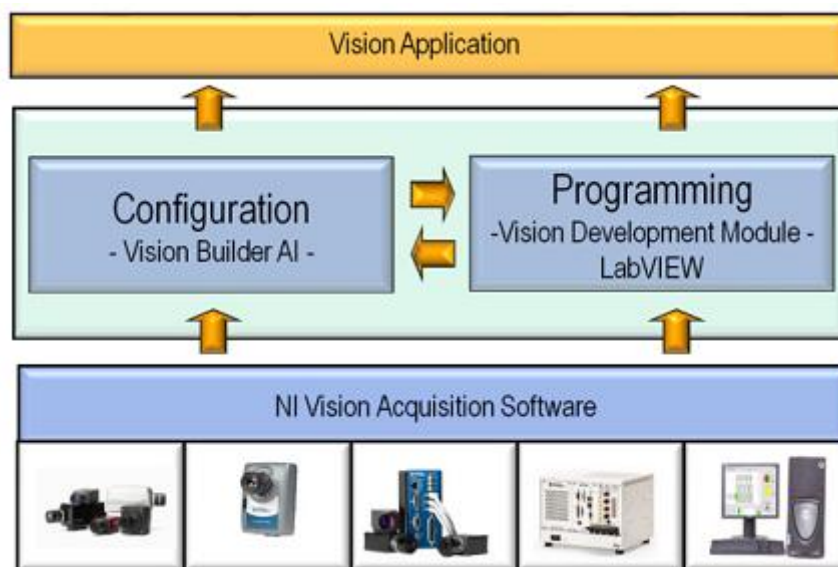 Vision Application
Configuration
- Vision Builder AI -
Programming
-Vision Development Module -
LabVIEW
NI Vision Acquisition Software